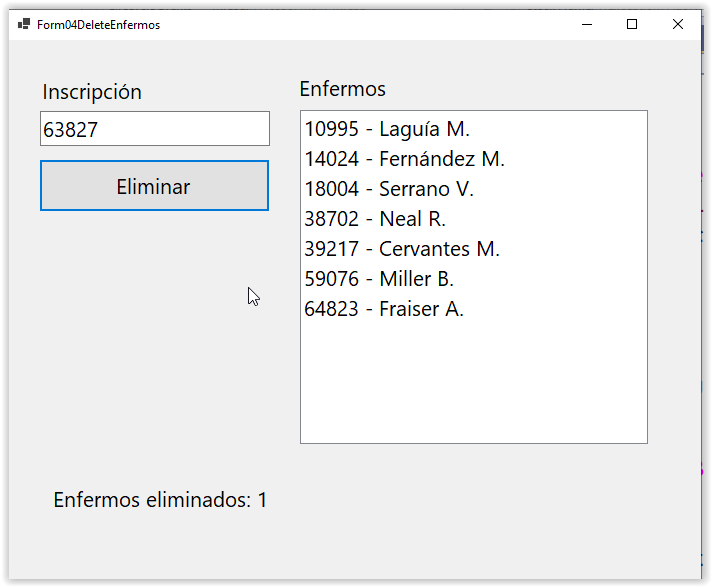 Form04DeleteEnfermos
Inscripción
63827
Eliminar
Enfermos
10995 - Laguía M.
14024 - Fernández M.
18004 - Serrano V.
38702 - Neal R.
39217 - Cervantes M.
59076 - Miller B.
64823 - Fraiser A.
Enfermos eliminados: 1